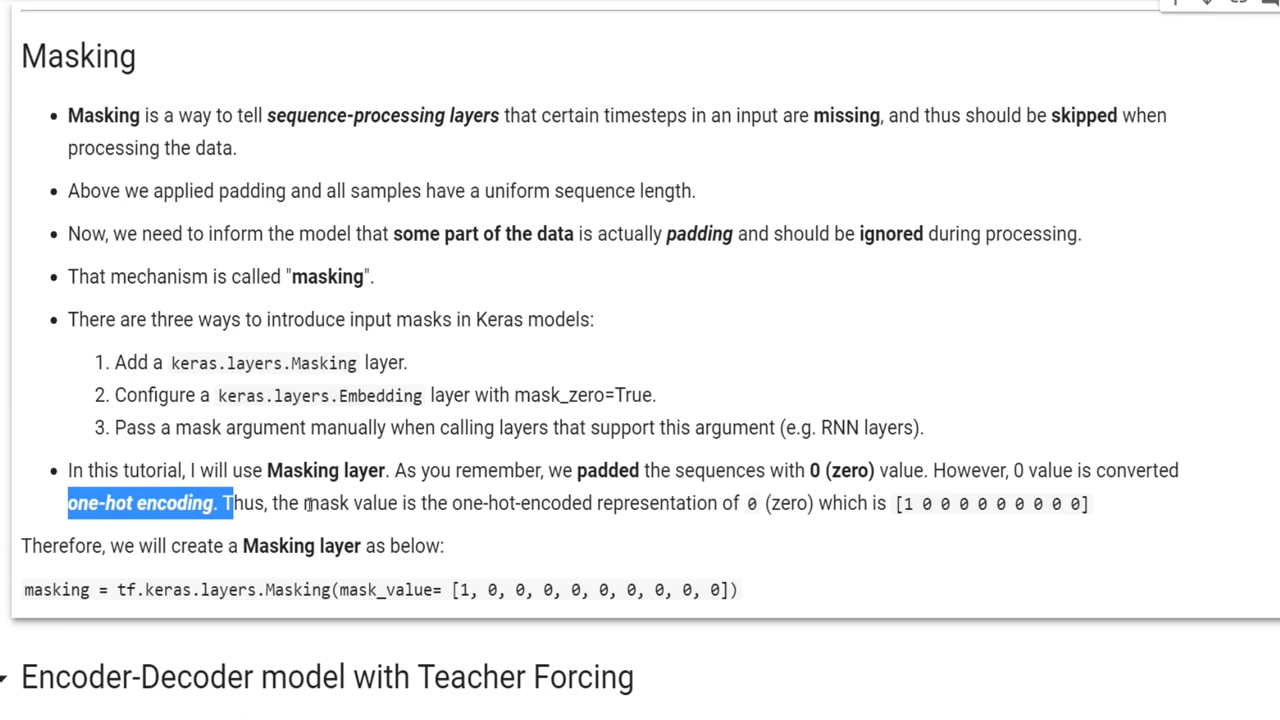 Masking
• Masking is a way to tell sequence-processing layers that certain timesteps in an input are missing, and thus should be skipped when
processing the data.
• Above we applied padding and all samples have a uniform sequence length.
• Now, we need to inform the model that some part of the data is actually padding and should be ignored during processing.
• That mechanism is called "masking".
• There are three ways to introduce input masks in Keras models:
1. Add a keras.layers.Masking layer.
2. Configure a keras.layers.Embedding layer with mask_zero=True.
3. Pass a mask argument manually when calling layers that support this argument (e.g. RNN layers).
• In this tutorial, I will use Masking layer. As you remember, we padded the sequences with 0 (zero) value. However, 0 value is converted
one-hot encoding. Thus, the mask value is the one-hot-encoded representation of 0 (zero) which is [1 0 0 0 0 0 0 0 0 0]
Therefore, we will create a Masking layer as below:
masking = tf.keras.layers.Masking(mask_value= [1, 0, 0, 0, 0, 0, 0, 0, 0, 0])
Encoder-Decoder model with Teacher Forcing